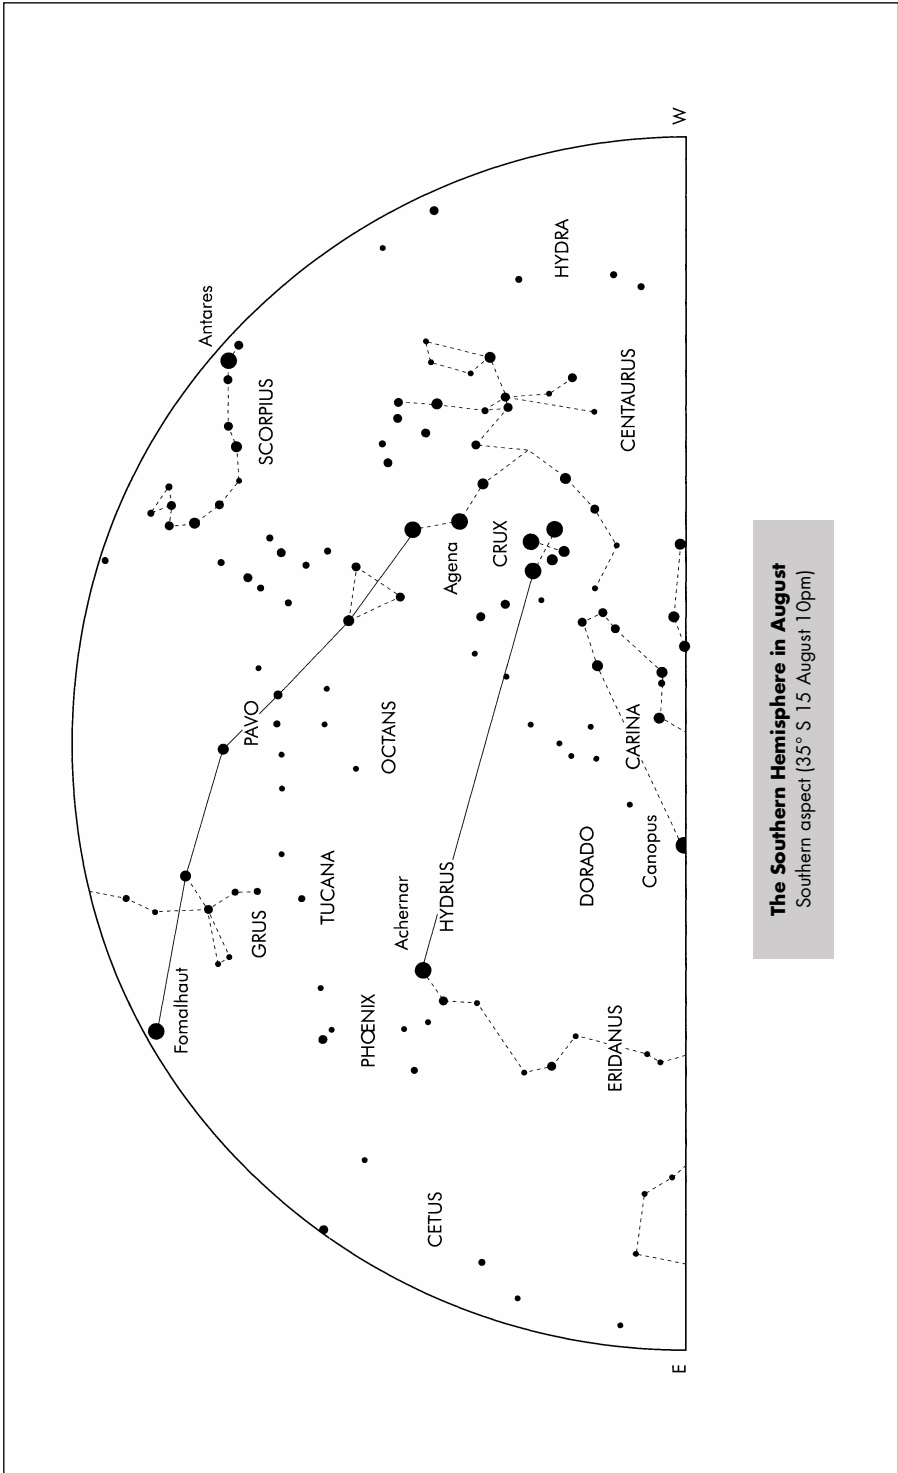 Fomalhaut
GRUS
PAVO
SCORPIUS
Antares
TUCANA
OCTANS
PHŒNIX
Achernar
HYDRUS
Agena
CRUX
CETUS
HYDRA
ERIDANUS
DORADO
Canopus
CARINA
CENTAURUS
E
W
The Southern Hemisphere in August
Southern aspect (35° S 15 August 10pm)